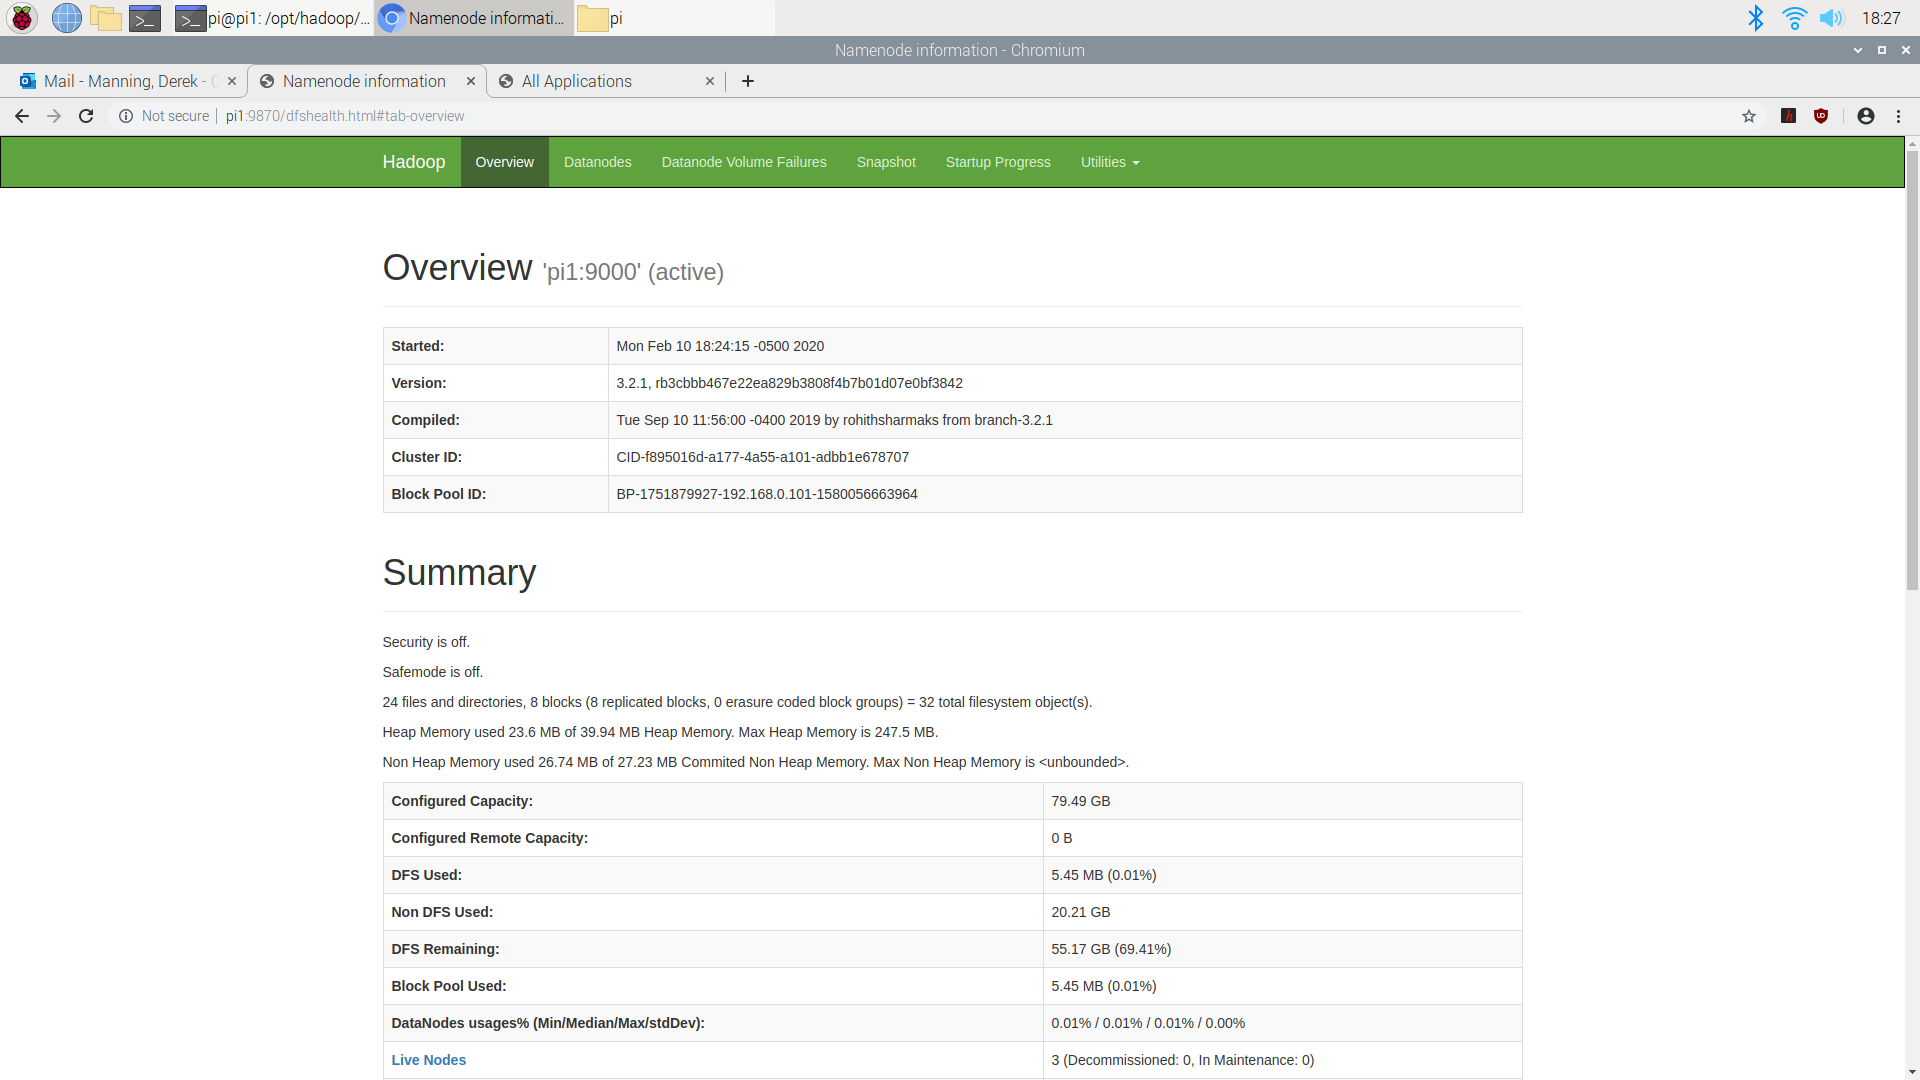 pi@pi1: /opt/hadoop/... Namenode informati... pi 18:27
Namenode information - Chromium
Mail - Manning, Derek - Namenode information All Applications
Not secure pi1:9870/dfshealth.html#tab-overview
Hadoop Overview Datanodes Datanode Volume Failures Snapshot Startup Progress Utilities
Overview 'pi1:9000' (active)
Started: Mon Feb 10 18:24:15 -0500 2020
Version: 3.2.1, rb3cbbb467e22ea829b3808f4b7b01d07e0bf3842
Compiled: Tue Sep 10 11:56:00 -0400 2019 by rohithsharmaks from branch-3.2.1
Cluster ID: CID-f895016d-a177-4a55-a101-adbb1e678707
Block Pool ID: BP-1751879927-192.168.0.101-1580056663964
Summary
Security is off.
Safemode is off.
24 files and directories, 8 blocks (8 replicated blocks, 0 erasure coded block groups) = 32 total filesystem object(s).
Heap Memory used 23.6 MB of 39.94 MB Heap Memory. Max Heap Memory is 247.5 MB.
Non Heap Memory used 26.74 MB of 27.23 MB Commited Non Heap Memory. Max Non Heap Memory is <unbounded>.
Configured Capacity: 79.49 GB
Configured Remote Capacity: 0 B
DFS Used: 5.45 MB (0.01%)
Non DFS Used: 20.21 GB
DFS Remaining: 55.17 GB (69.41%)
Block Pool Used: 5.45 MB (0.01%)
DataNodes usages% (Min/Median/Max/stdDev): 0.01% / 0.01% / 0.01% / 0.00%
Live Nodes 3 (Decommissioned: 0, In Maintenance: 0)